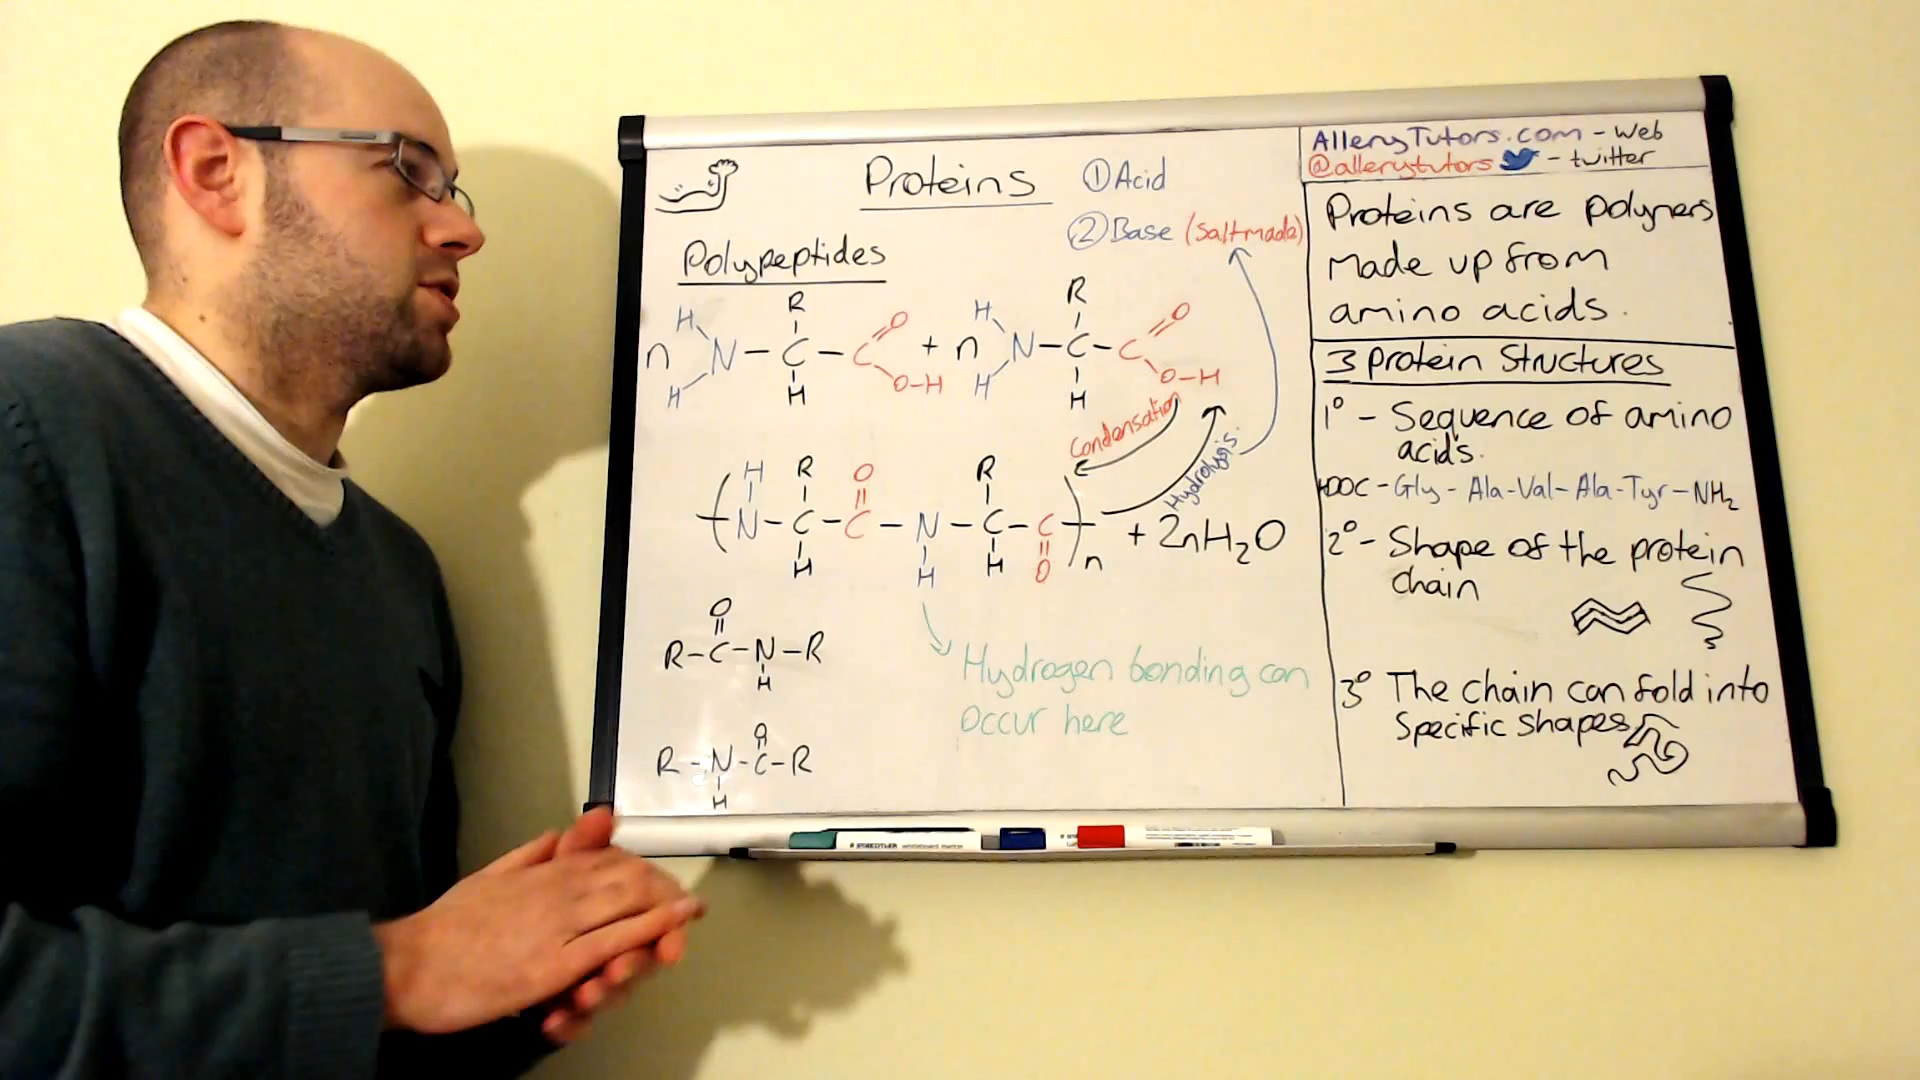 Proteins
① Acid
② Base (salt made)
Polypeptides
n H H N - C - C O O-H R H + n H H N - C - C O O-H R H
Condensation
Hydrolysis.
( N - C - C - N - C - C ) n + 2nH₂O
H R O R
H H H O
O
R-C-N-R
H
O
R-N-C-R
H
Hydrogen bonding can
occur here
AlleryTutors.com - Web
@allerytutors - twitter
Proteins are polymers
made up from
amino acids.
3 Protein Structures
1° - Sequence of amino
acids.
HOOC-Gly-Ala-Val-Ala-Tyr-NH₂
2° - Shape of the protein
chain
3° The chain can fold into
specific shapes
STAEDTLER